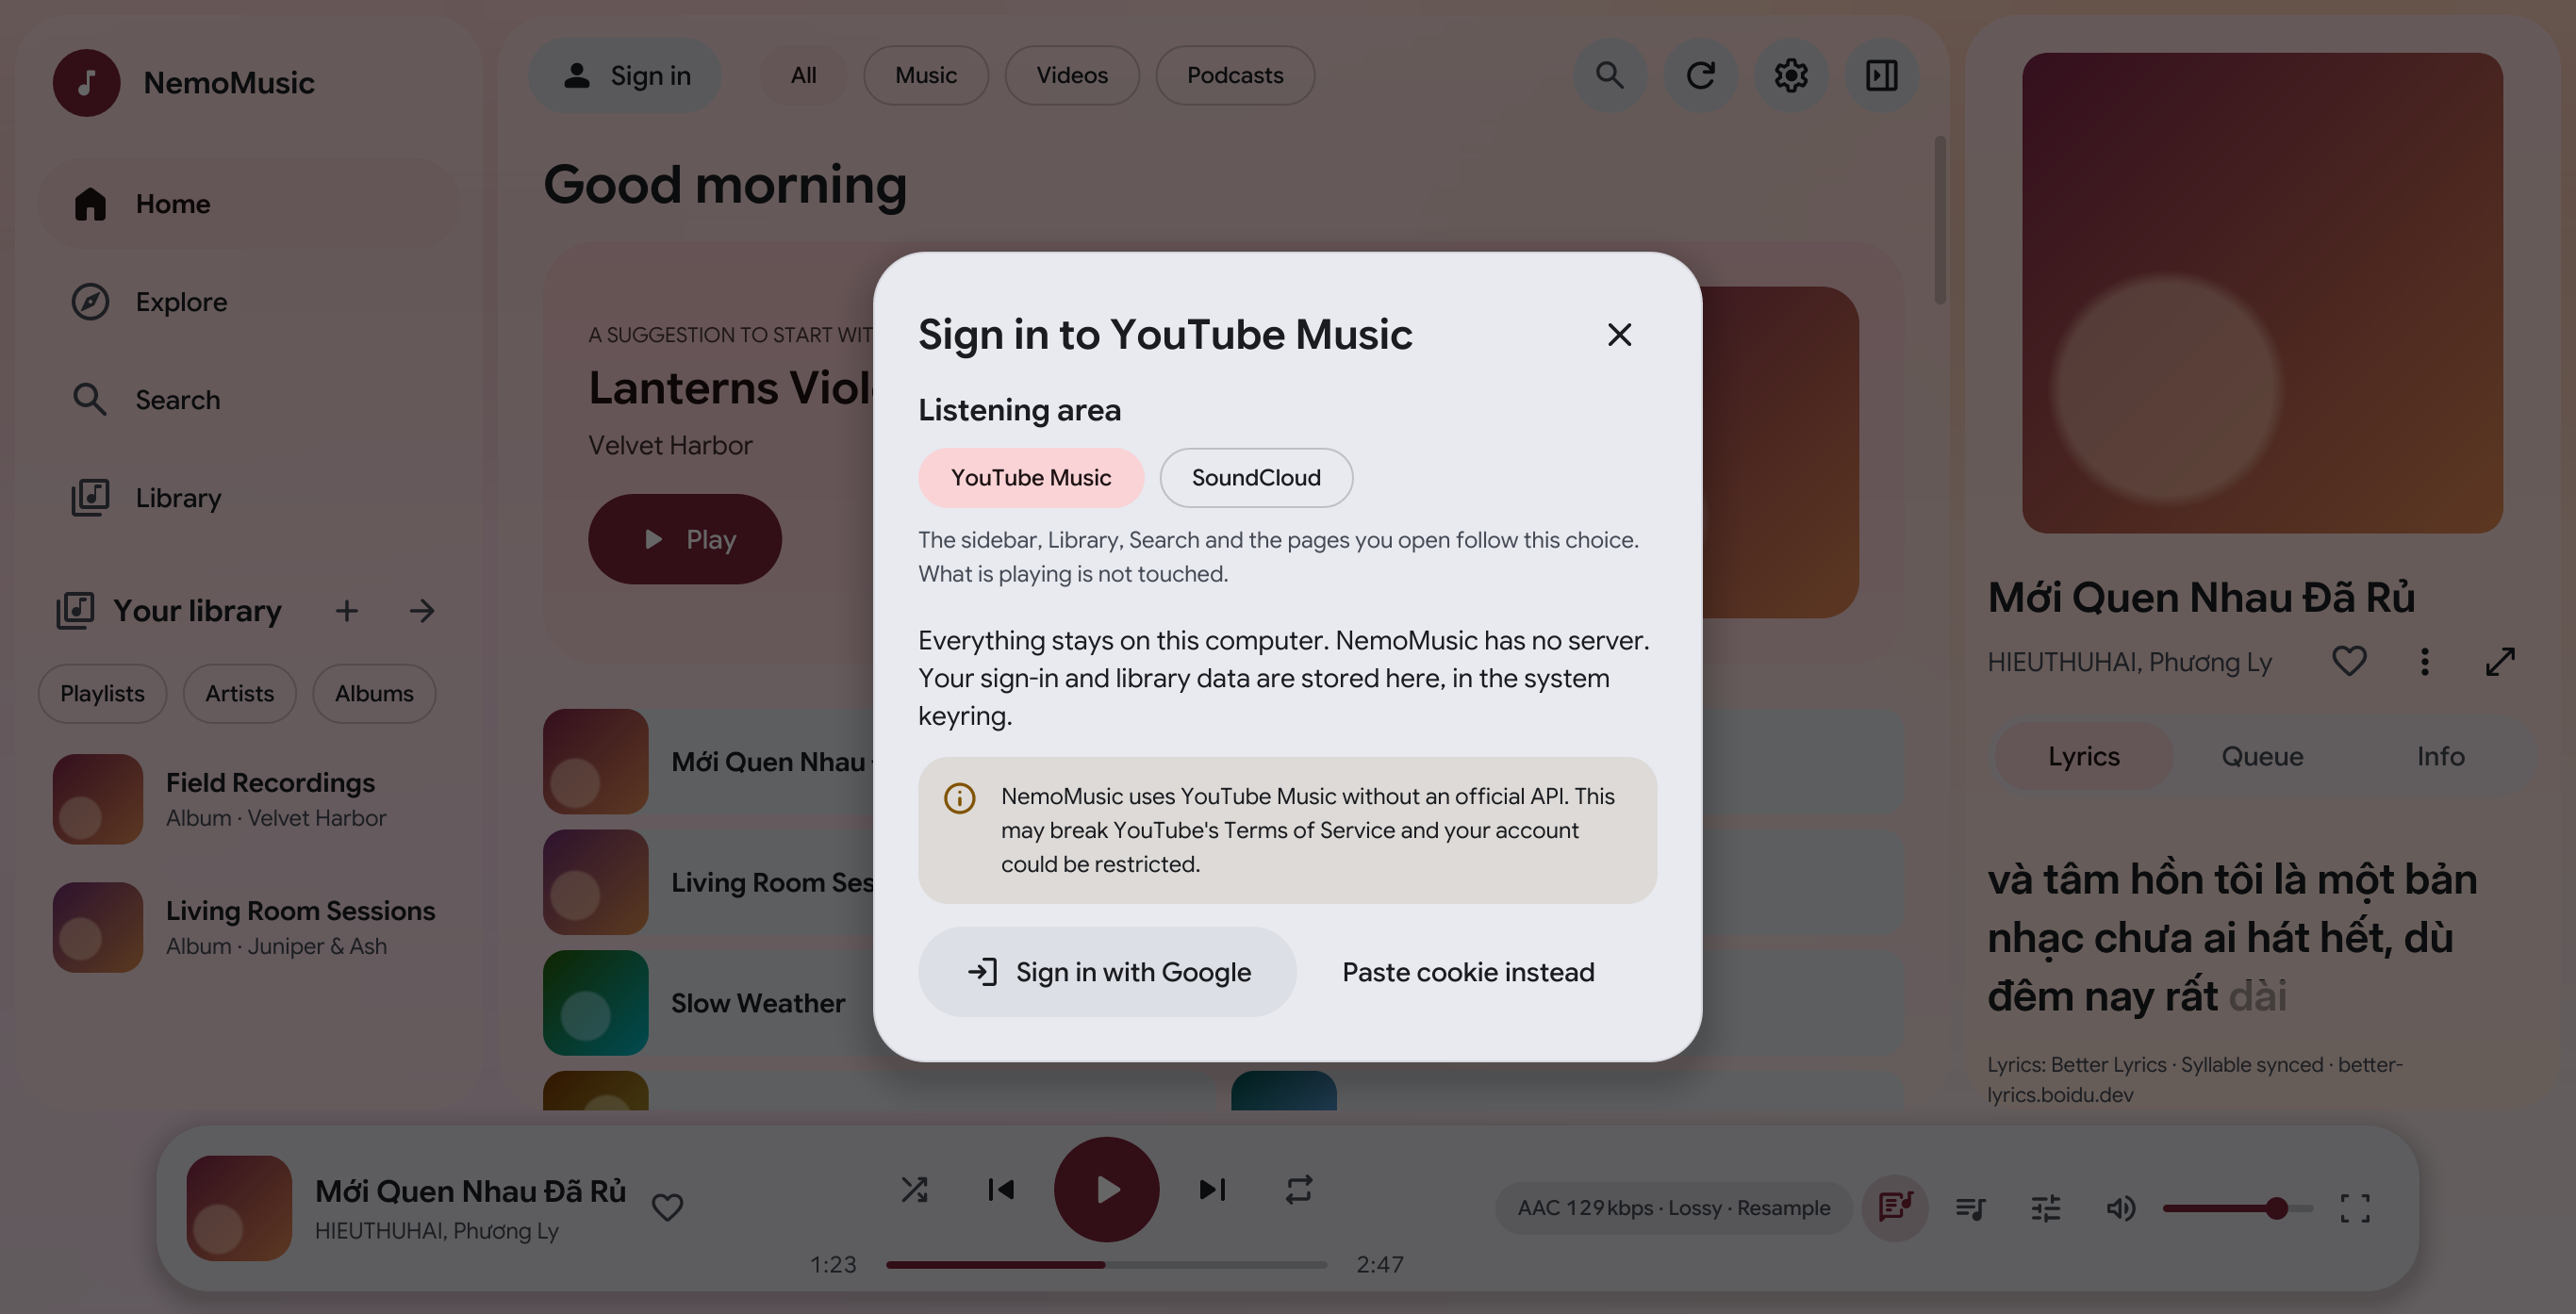 NemoMusic
Home
Explore
Search
Library
Your library
Playlists
Artists
Albums
Field Recordings
Album · Velvet Harbor
Living Room Sessions
Album · Juniper & Ash
Sign in
All
Music
Videos
Podcasts
Good morning
A SUGGESTION TO START
Lanterns
Velvet Harbor
Play
Mới Quen Nhau
Living Room
Slow Weather
Sign in to YouTube Music
Listening area
YouTube Music
SoundCloud
The sidebar, Library, Search and the pages you open follow this choice.
What is playing is not touched.
Everything stays on this computer. NemoMusic has no server.
Your sign-in and library data are stored here, in the system
keyring.
NemoMusic uses YouTube Music without an official API. This
may break YouTube's Terms of Service and your account
could be restricted.
Sign in with Google
Paste cookie instead
Mới Quen Nhau Đã Rủ
HIEUTHUHAI, Phương Ly
Lyrics
Queue
Info
và tâm hồn tôi là một bản
nhạc chưa ai hát hết, dù
đêm nay rất dài
Lyrics: Better Lyrics · Syllable synced · better-
lyrics.boidu.dev
Mới Quen Nhau Đã Rủ
HIEUTHUHAI, Phương Ly
1:23
2:47
AAC 129 kbps · Lossy · Resample